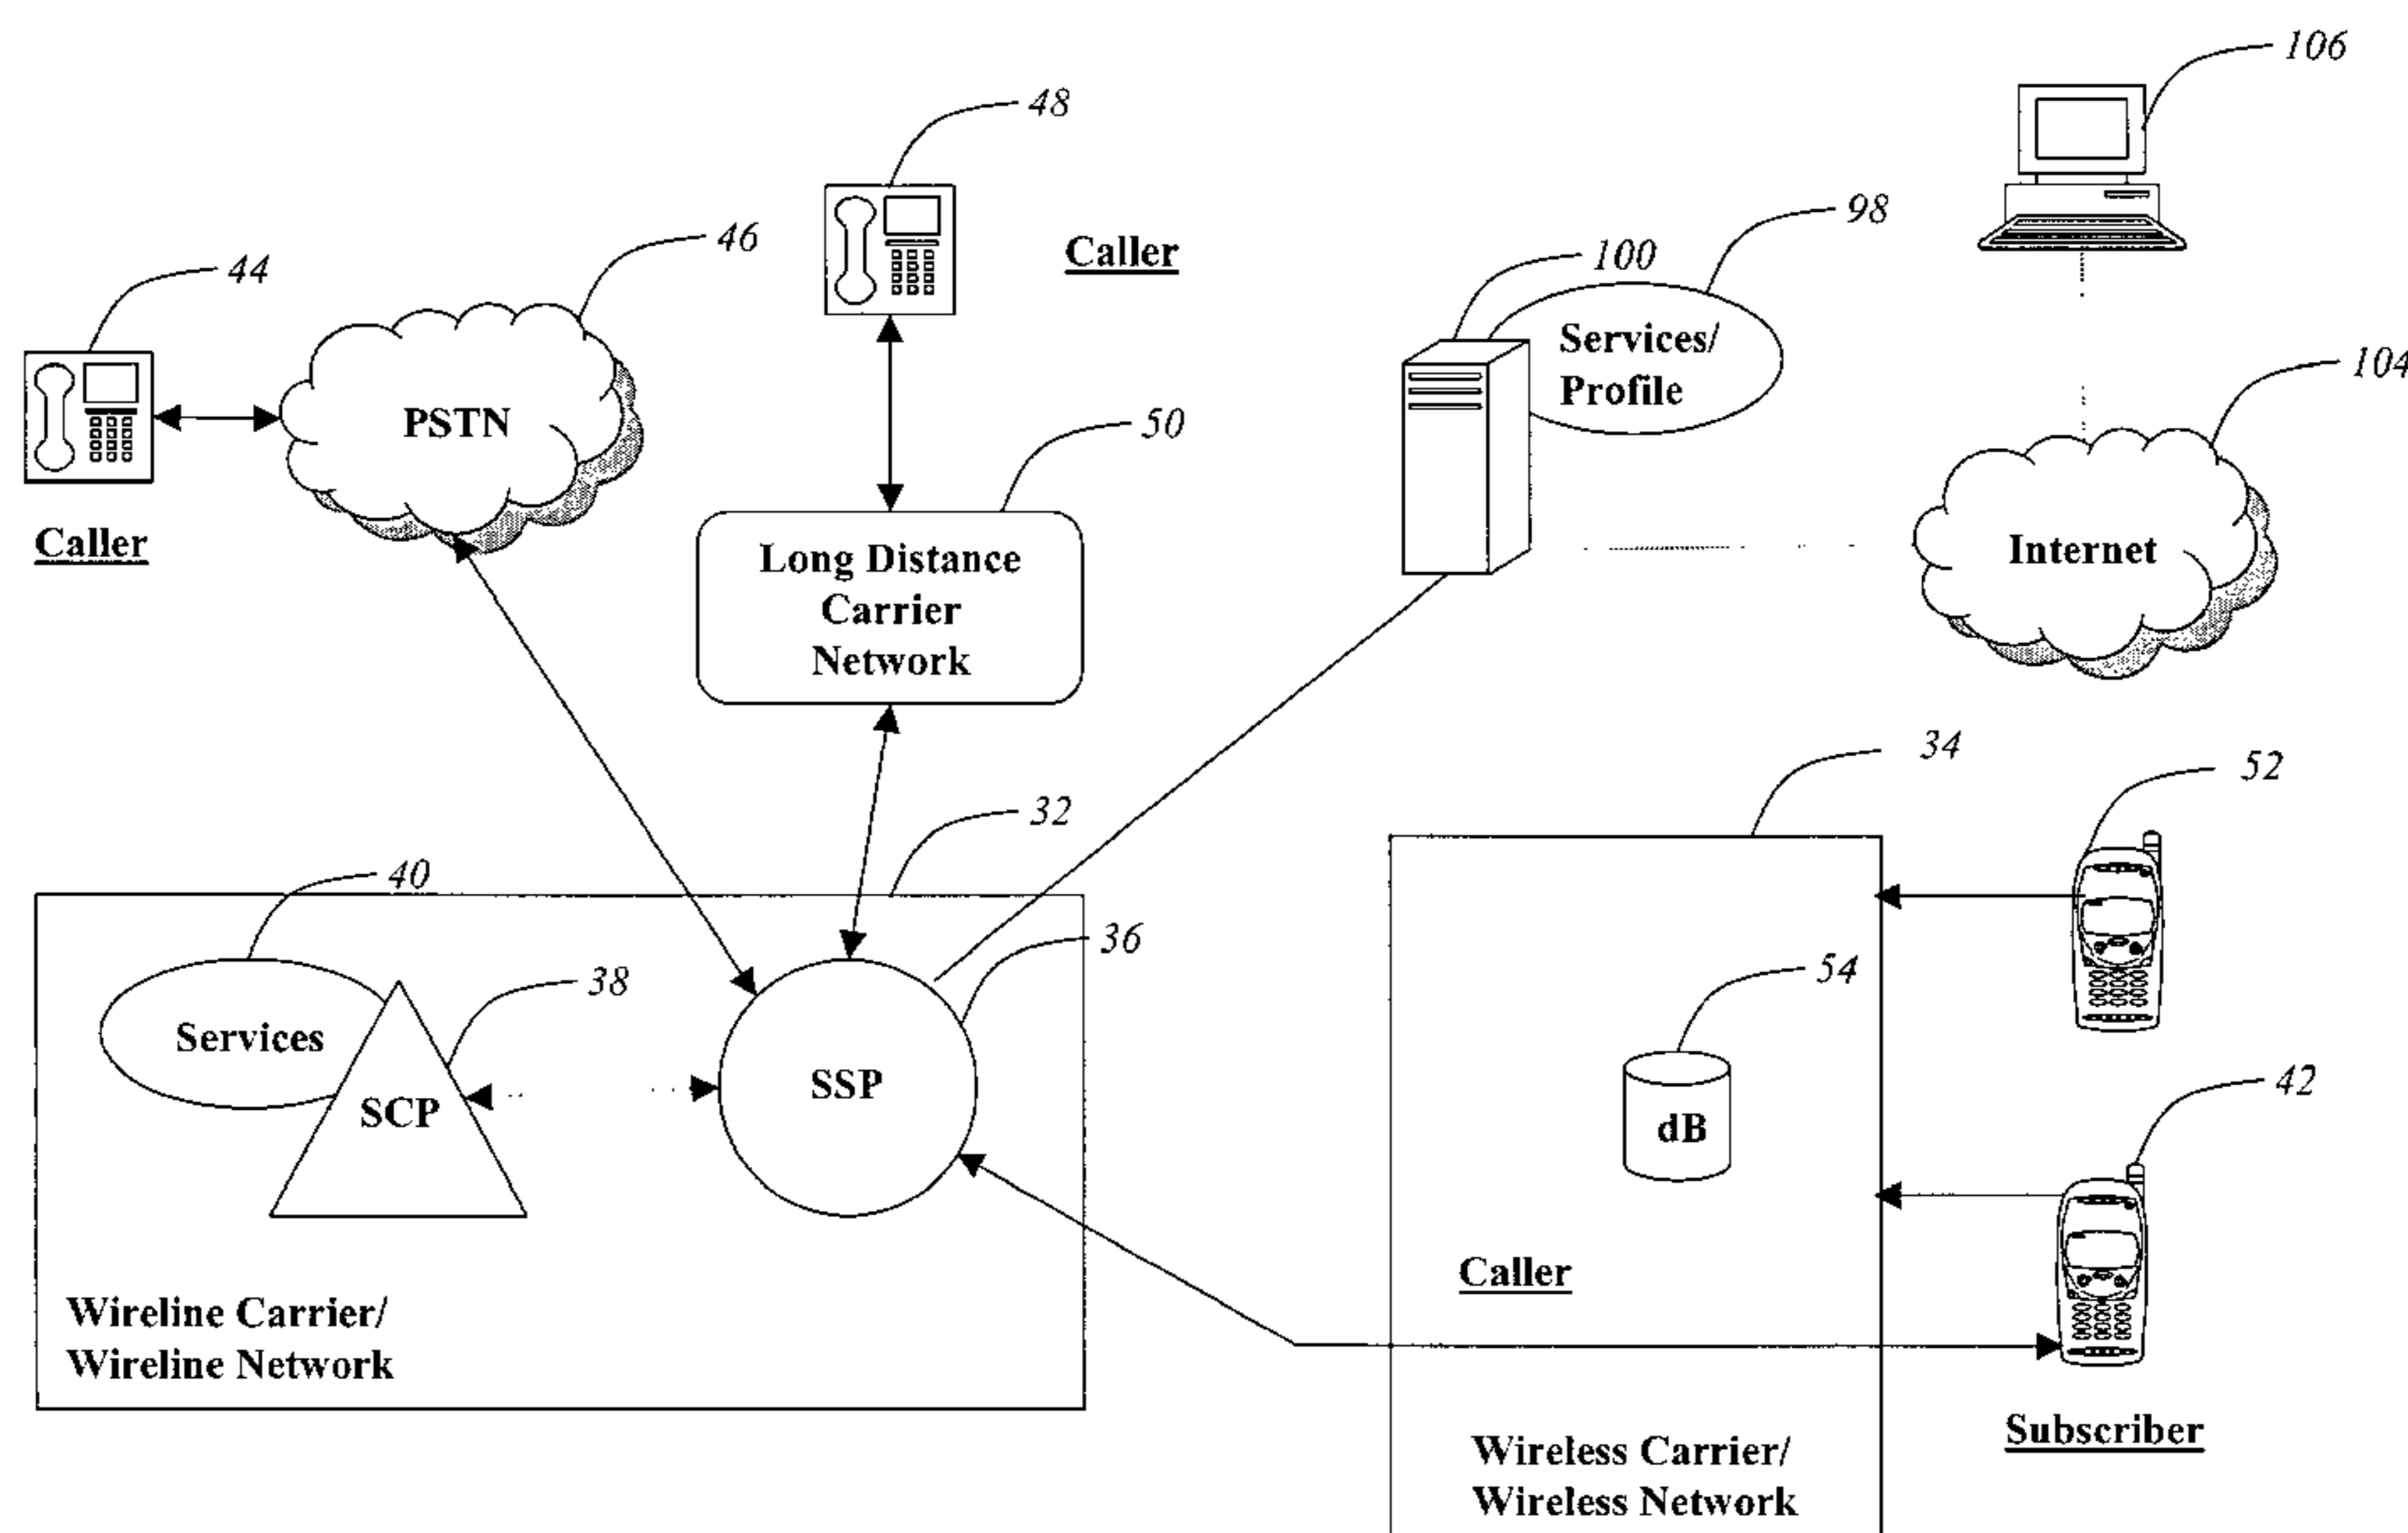 106
48
98
46
Caller
100
44
Services/
Profile
104
PSTN
50
Internet
Caller
Long Distance
Carrier
Network
34
52
32
40
36
54
38
Services
SSP
42
SCP
dB
Caller
Wireline Carrier/
Wireline Network
Subscriber
Wireless Carrier/
Wireless Network